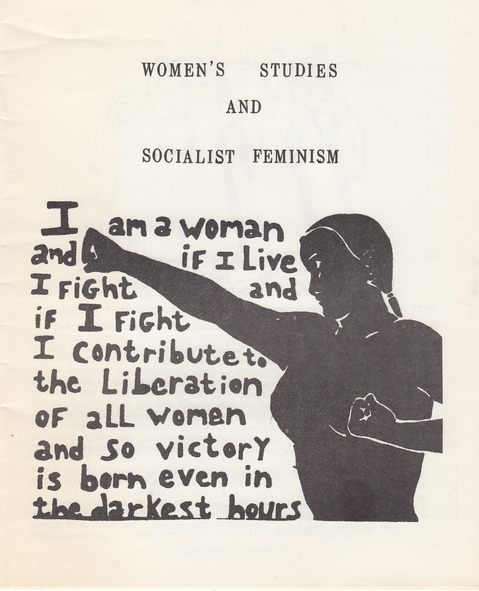 WOMEN'S STUDIES
AND
SOCIALIST FEMINISM
I am a woman
and if I Live
I FiGht and
iF I FiGht
I contribute to
the Liberation
OF aLL women
and so victory
is born even in
the darkest hours